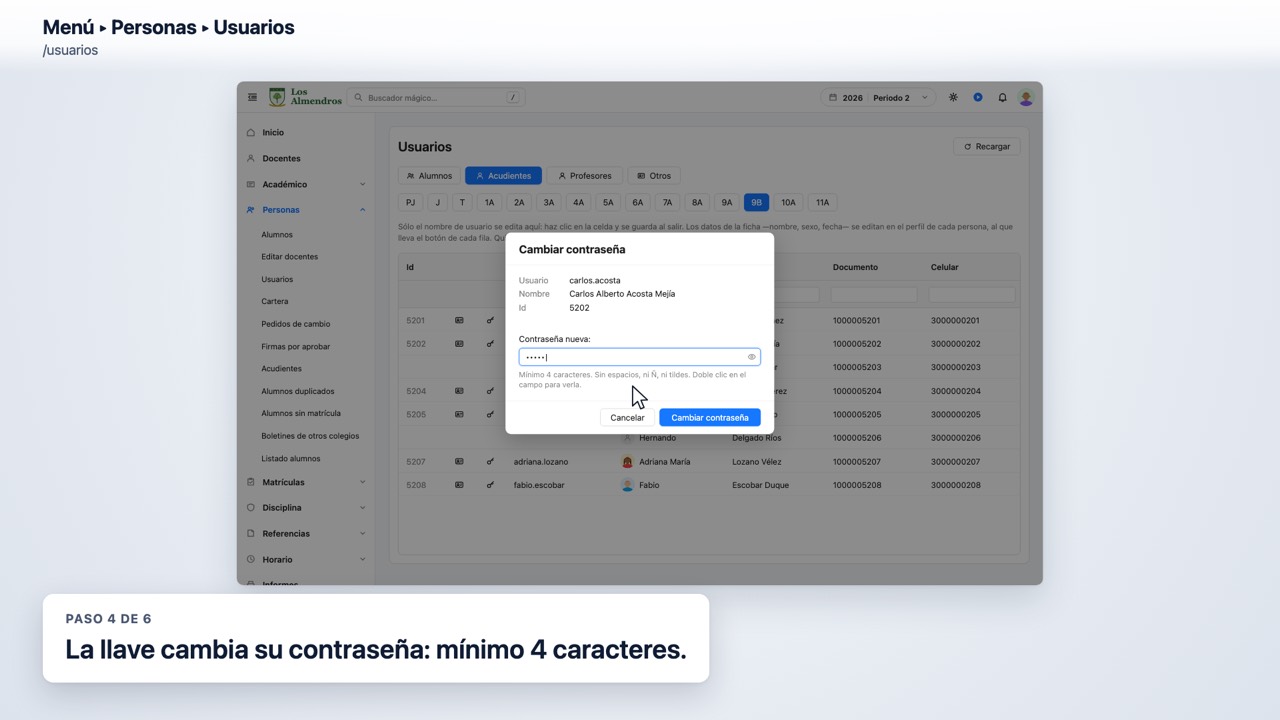 Menú ▸ Personas ▸ Usuarios
/usuarios
Los Almendros
Buscador mágico...
/
2026 Periodo 2
Inicio
Docentes
Académico
Personas
Alumnos
Editar docentes
Usuarios
Cartera
Pedidos de cambio
Firmas por aprobar
Acudientes
Alumnos duplicados
Alumnos sin matrícula
Boletines de otros colegios
Listado alumnos
Matrículas
Disciplina
Referencias
Horario
Informes
Usuarios
Recargar
Alumnos Acudientes Profesores Otros
PJ J T 1A 2A 3A 4A 5A 6A 7A 8A 9A 9B 10A 11A
Sólo el nombre de usuario se edita aquí: haz clic en la celda y se guarda al salir. Los datos de la ficha —nombre, sexo, fecha— se editan en el perfil de cada persona, al que
lleva el botón de cada fila.
Id Documento Celular
5201 1000005201 3000000201
5202 1000005202 3000000202
1000005203 3000000203
5204 1000005204 3000000204
5205 1000005205 3000000205
Hernando Delgado Ríos 1000005206 3000000206
5207 adriana.lozano Adriana María Lozano Vélez 1000005207 3000000207
5208 fabio.escobar Fabio Escobar Duque 1000005208 3000000208
Cambiar contraseña
Usuario carlos.acosta
Nombre Carlos Alberto Acosta Mejía
Id 5202
Contraseña nueva:
•••••
Mínimo 4 caracteres. Sin espacios, ni Ñ, ni tildes. Doble clic en el
campo para verla.
Cancelar Cambiar contraseña
PASO 4 DE 6
La llave cambia su contraseña: mínimo 4 caracteres.